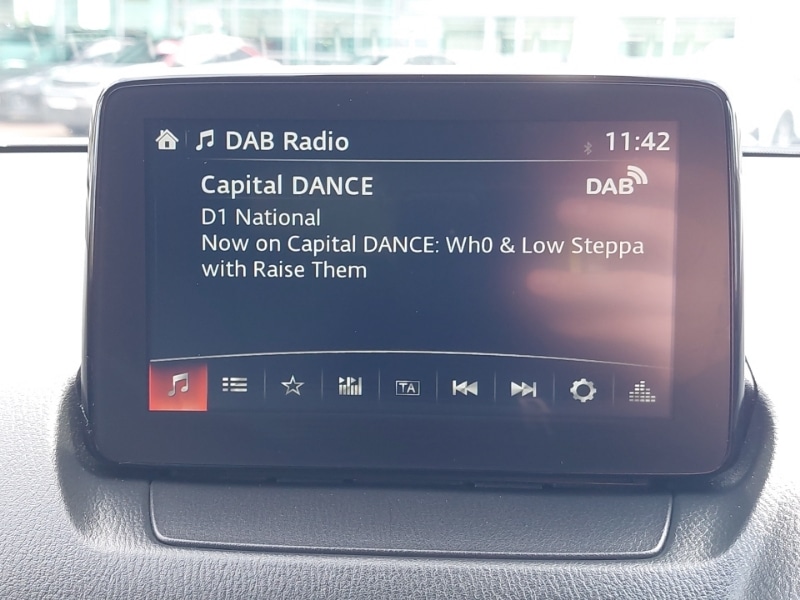 DAB Radio 11:42
Capital DANCE DAB
D1 National
Now on Capital DANCE: Wh0 & Low Steppa
with Raise Them
TA